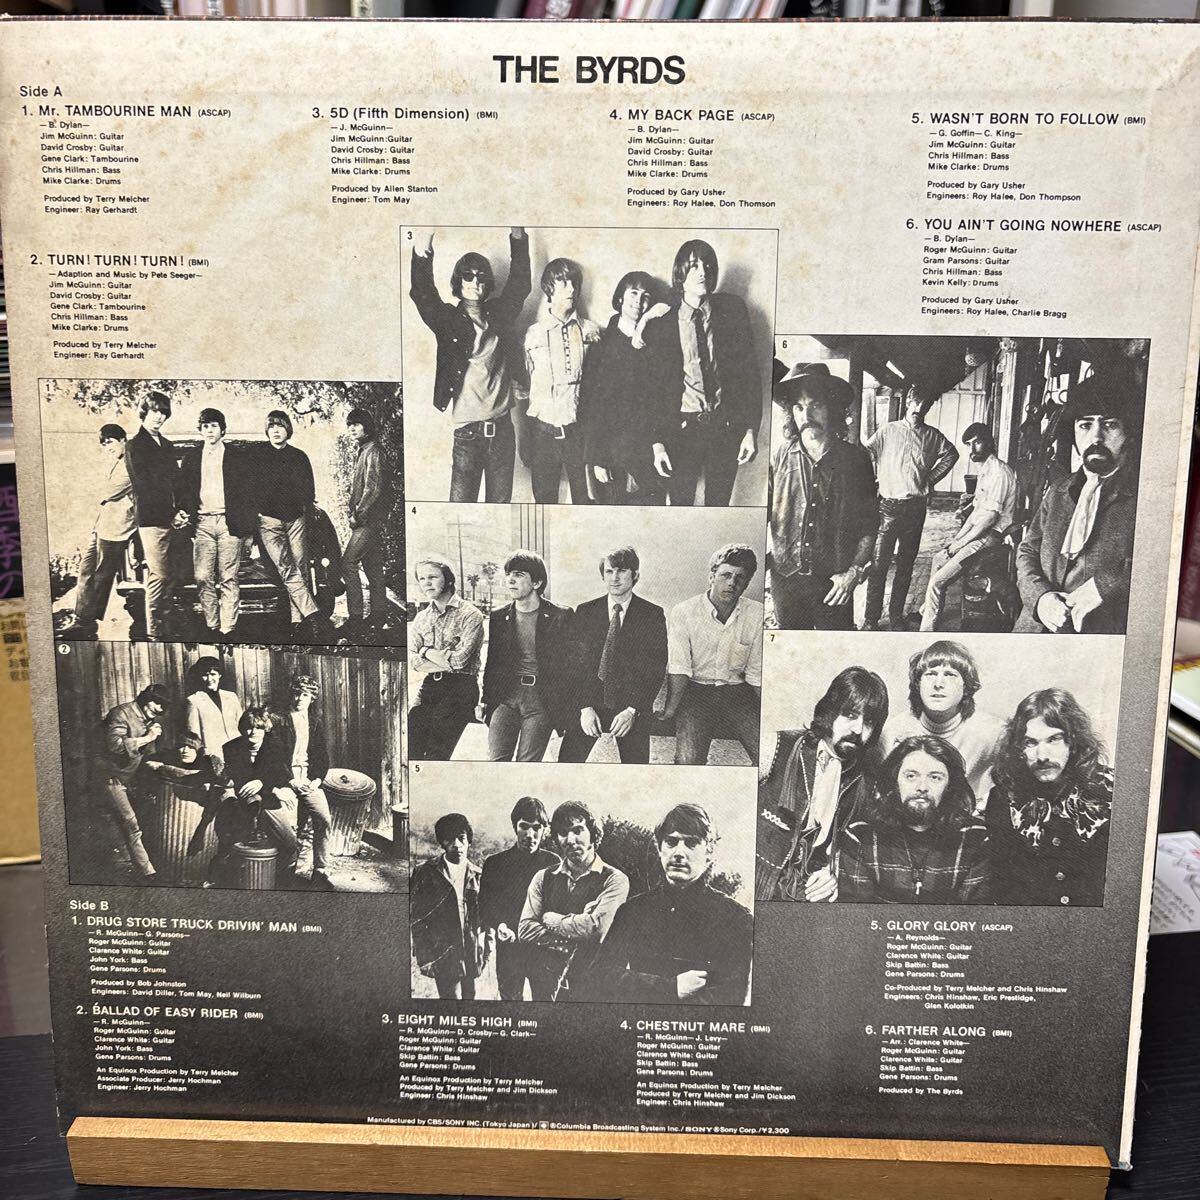 THE BYRDS
Side A
1. Mr. TAMBOURINE MAN (ASCAP)
—B. Dylan—
Jim McGuinn: Guitar
David Crosby: Guitar
Gene Clark: Tambourine
Chris Hillman: Bass
Mike Clarke: Drums
Produced by Terry Melcher
Engineer: Ray Gerhardt
2. TURN! TURN! TURN! (BMI)
—Adaption and Music by Pete Seeger—
Jim McGuinn: Guitar
David Crosby: Guitar
Gene Clark: Tambourine
Chris Hillman: Bass
Mike Clarke: Drums
Produced by Terry Melcher
Engineer: Ray Gerhardt
3. 5D (Fifth Dimension) (BMI)
—J. McGuinn—
Jim McGuinn: Guitar
David Crosby: Guitar
Chris Hillman: Bass
Mike Clarke: Drums
Produced by Allen Stanton
Engineer: Tom May
4. MY BACK PAGE (ASCAP)
—B. Dylan—
Jim McGuinn: Guitar
David Crosby: Guitar
Chris Hillman: Bass
Mike Clarke: Drums
Produced by Gary Usher
Engineers: Roy Halee, Don Thomson
5. WASN'T BORN TO FOLLOW (BMI)
—G. Goffin—C. King—
Jim McGuinn: Guitar
Chris Hillman: Bass
Mike Clarke: Drums
Produced by Gary Usher
Engineers: Roy Halee, Don Thompson
6. YOU AIN'T GOING NOWHERE (ASCAP)
—B. Dylan—
Roger McGuinn: Guitar
Gram Parsons: Guitar
Chris Hillman: Bass
Kevin Kelly: Drums
Produced by Gary Usher
Engineers: Roy Halee, Charlie Bragg
1
2
3
4
5
6
7
Side B
1. DRUG STORE TRUCK DRIVIN' MAN (BMI)
—R. McGuinn—G. Parsons—
Roger McGuinn: Guitar
Clarence White: Guitar
John York: Bass
Gene Parsons: Drums
Produced by Bob Johnston
Engineers: David Diller, Tom May, Neil Wilburn
2. BALLAD OF EASY RIDER (BMI)
—R. McGuinn—
Roger McGuinn: Guitar
Clarence White: Guitar
John York: Bass
Gene Parsons: Drums
An Equinox Production by Terry Melcher
Associate Producer: Jerry Hochman
Engineer: Jerry Hochman
3. EIGHT MILES HIGH (BMI)
—R. McGuinn—D. Crosby—G. Clark—
Roger McGuinn: Guitar
Clarence White: Guitar
Skip Battin: Bass
Gene Parsons: Drums
An Equinox Production by Terry Melcher
Produced by Terry Melcher and Jim Dickson
Engineer: Chris Hinshaw
4. CHESTNUT MARE (BMI)
—R. McGuinn—J. Levy—
Roger McGuinn: Guitar
Clarence White: Guitar
Skip Battin: Bass
Gene Parsons: Drums
An Equinox Production by Terry Melcher
Produced by Terry Melcher and Jim Dickson
Engineer: Chris Hinshaw
5. GLORY GLORY (ASCAP)
—A. Reynolds—
Roger McGuinn: Guitar
Clarence White: Guitar
Skip Battin: Bass
Gene Parsons: Drums
Co-Produced by Terry Melcher and Chris Hinshaw
Engineers: Chris Hinshaw, Eric Prestidge,
Glen Kolotkin
6. FARTHER ALONG (BMI)
—Arr.: Clarence White—
Roger McGuinn: Guitar
Clarence White: Guitar
Skip Battin: Bass
Gene Parsons: Drums
Produced by The Byrds
Manufactured by CBS/SONY INC. (Tokyo Japan)/ ®Columbia Broadcasting System Inc./SONY ®Sony Corp./¥2,300